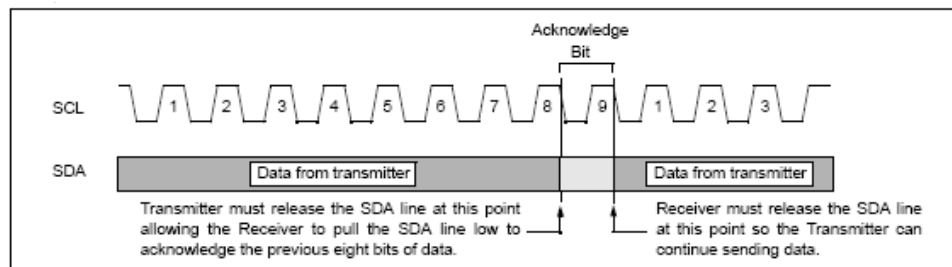 Acknowledge
Bit
SCL 1 2 3 4 5 6 7 8 9 1 2 3
SDA Data from transmitter Data from transmitter
Transmitter must release the SDA line at this point
allowing the Receiver to pull the SDA line low to
acknowledge the previous eight bits of data.
Receiver must release the SDA line
at this point so the Transmitter can
continue sending data.